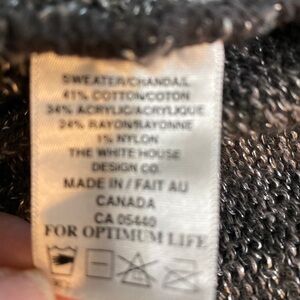 SWEATER/CHANDAIL
41% COTTON/COTON
34% ACRYLIC/ACRYLIQUE
24% RAYON/RAYONNE
1% NYLON
THE WHITE HOUSE
DESIGN CO.
MADE IN / FAIT AU
CANADA
CA 05440
FOR OPTIMUM LIFE